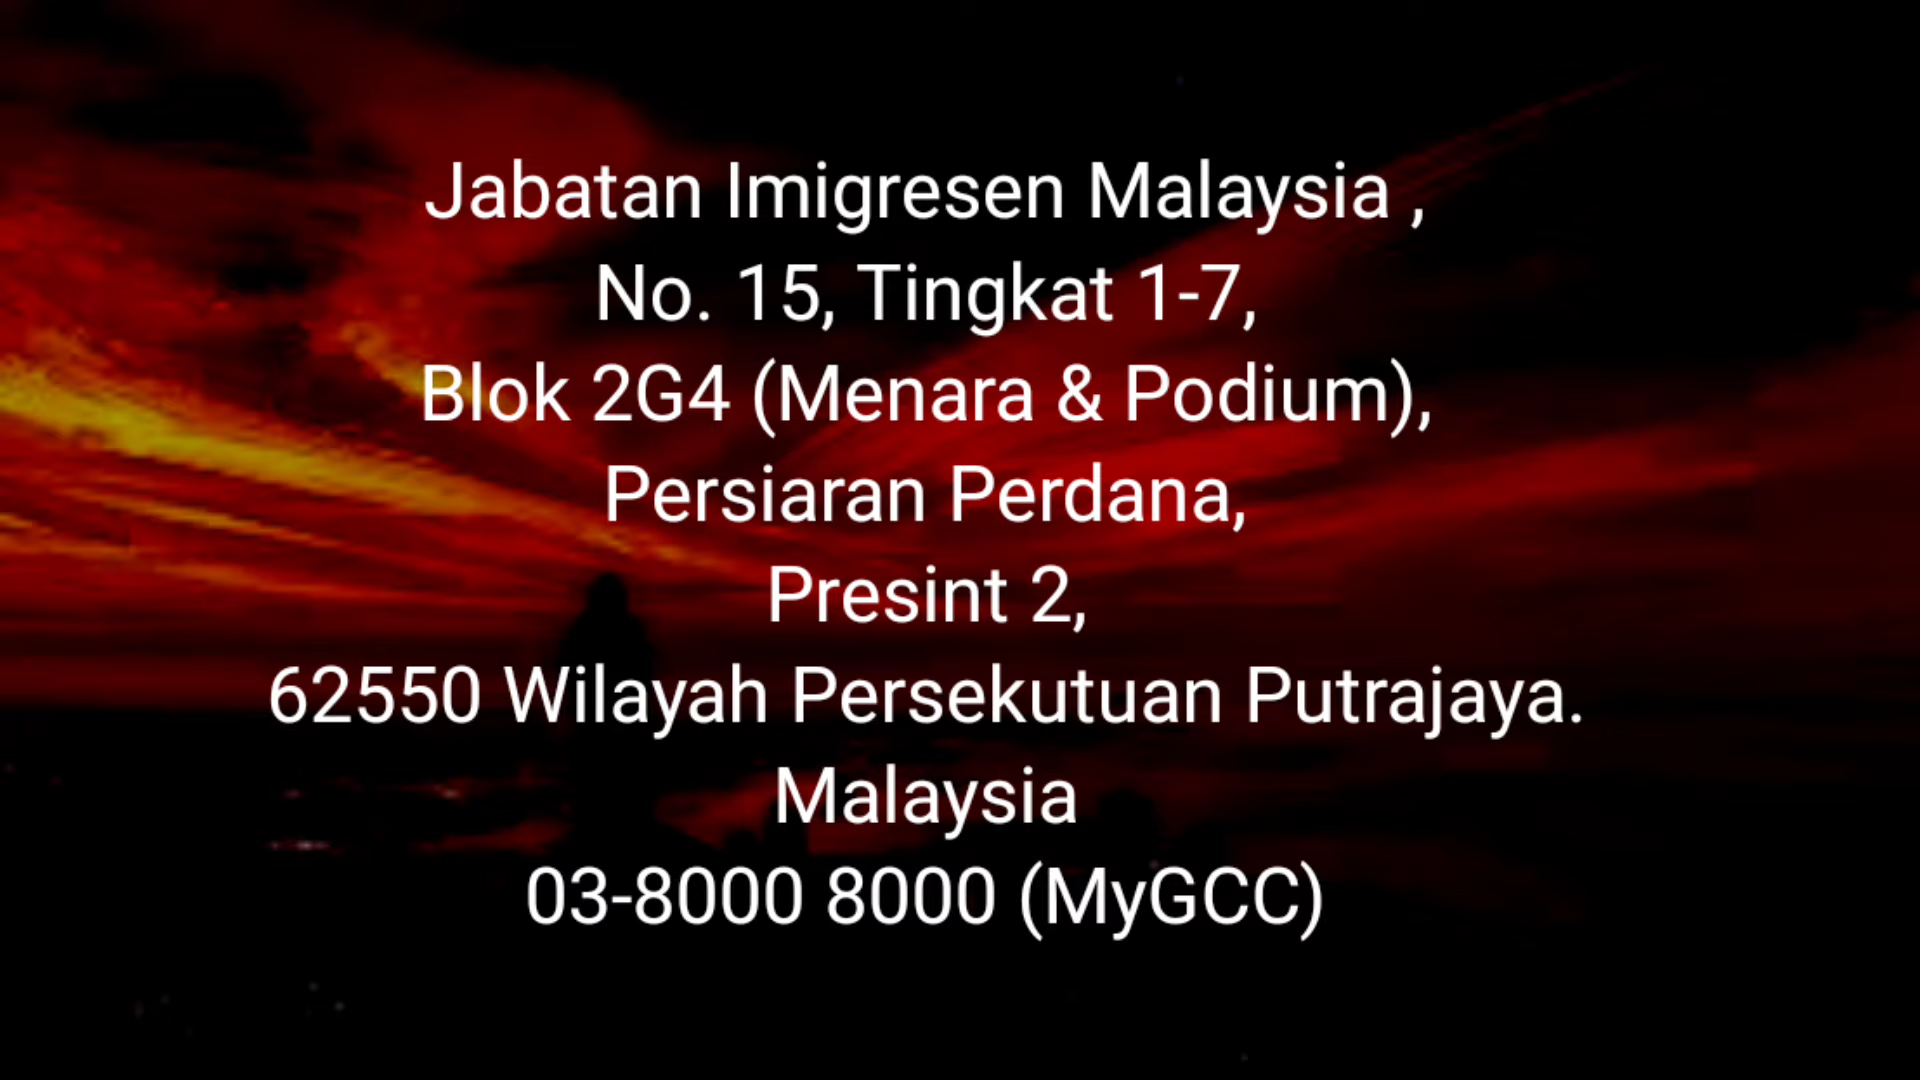 Jabatan Imigresen Malaysia ,
No. 15, Tingkat 1-7,
Blok 2G4 (Menara & Podium),
Persiaran Perdana,
Presint 2,
62550 Wilayah Persekutuan Putrajaya.
Malaysia
03-8000 8000 (MyGCC)